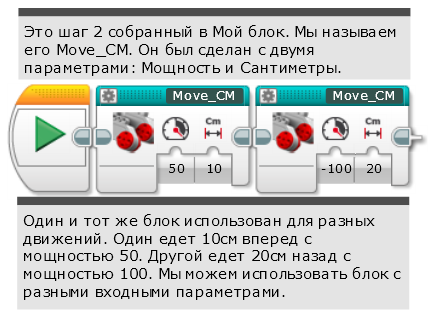 Это шаг 2 собранный в Мой блок. Мы называем
его Move_CM. Он был сделан с двумя
параметрами: Мощность и Сантиметры.
Move_CM
Move_CM
Cm
Cm
50
10
-100
20
Один и тот же блок использован для разных
движений. Один едет 10см вперед с
мощностью 50. Другой едет 20см назад с
мощностью 100. Мы можем использовать блок с
разными входными параметрами.